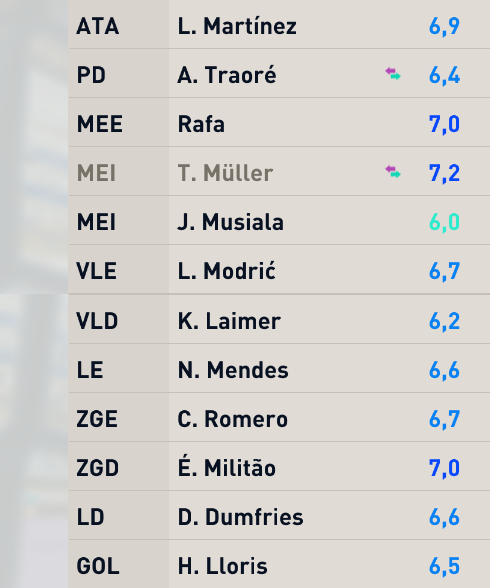 ATA L. Martínez 6,9
PD A. Traoré 6,4
MEE Rafa 7,0
MEI T. Müller 7,2
MEI J. Musiala 6,0
VLE L. Modrić 6,7
VLD K. Laimer 6,2
LE N. Mendes 6,6
ZGE C. Romero 6,7
ZGD É. Militão 7,0
LD D. Dumfries 6,6
GOL H. Lloris 6,5